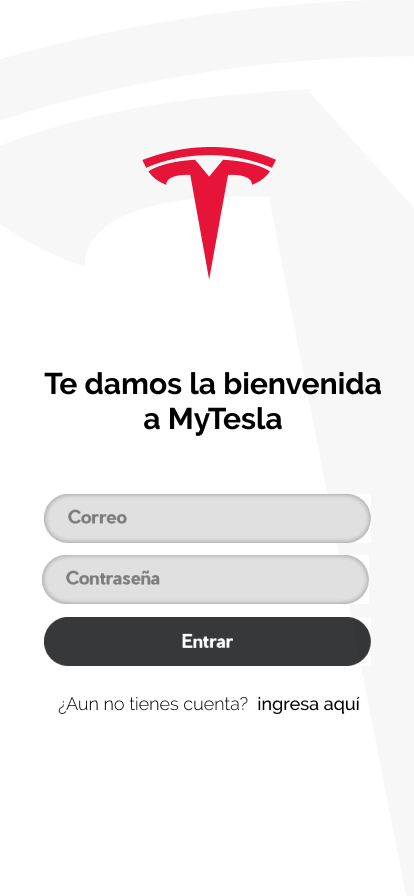 Te damos la bienvenida
a MyTesla
Correo
Contraseña
Entrar
¿Aun no tienes cuenta? ingresa aquí